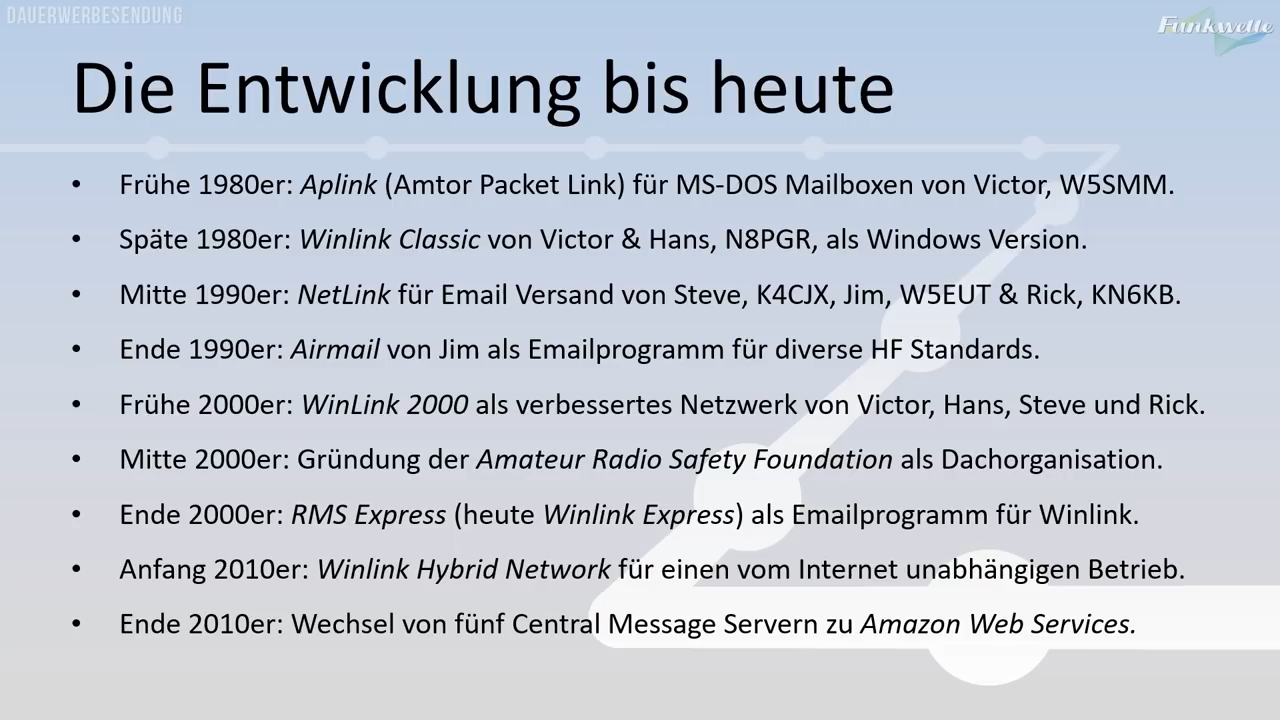 DAUERWERBESENDUNG
Funkwelle
Die Entwicklung bis heute
• Frühe 1980er: Aplink (Amtor Packet Link) für MS-DOS Mailboxen von Victor, W5SMM.
• Späte 1980er: Winlink Classic von Victor & Hans, N8PGR, als Windows Version.
• Mitte 1990er: NetLink für Email Versand von Steve, K4CJX, Jim, W5EUT & Rick, KN6KB.
• Ende 1990er: Airmail von Jim als Emailprogramm für diverse HF Standards.
• Frühe 2000er: WinLink 2000 als verbessertes Netzwerk von Victor, Hans, Steve und Rick.
• Mitte 2000er: Gründung der Amateur Radio Safety Foundation als Dachorganisation.
• Ende 2000er: RMS Express (heute Winlink Express) als Emailprogramm für Winlink.
• Anfang 2010er: Winlink Hybrid Network für einen vom Internet unabhängigen Betrieb.
• Ende 2010er: Wechsel von fünf Central Message Servern zu Amazon Web Services.